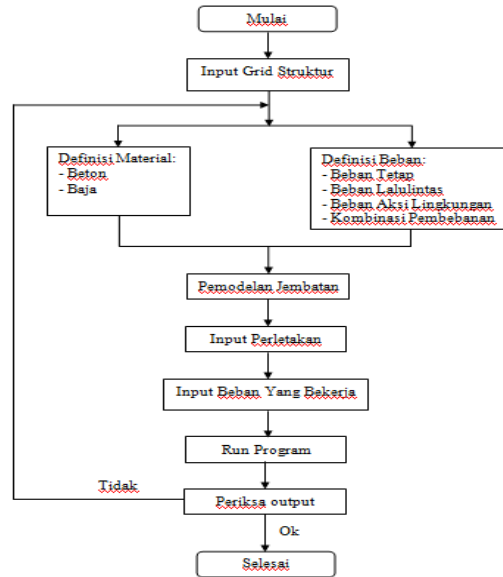 Mulai
Input Grid Struktur
Definisi Material:
- Beton
- Baja
Definisi Beban:
- Beban Tetap
- Beban Lalulintas
- Beban Aksi Lingkungan
- Kombinasi Pembebanan
Pemodelan Jembatan
Input Perletakan
Input Beban Yang Bekerja
Run Program
Tidak
Periksa output
Ok
Selesai